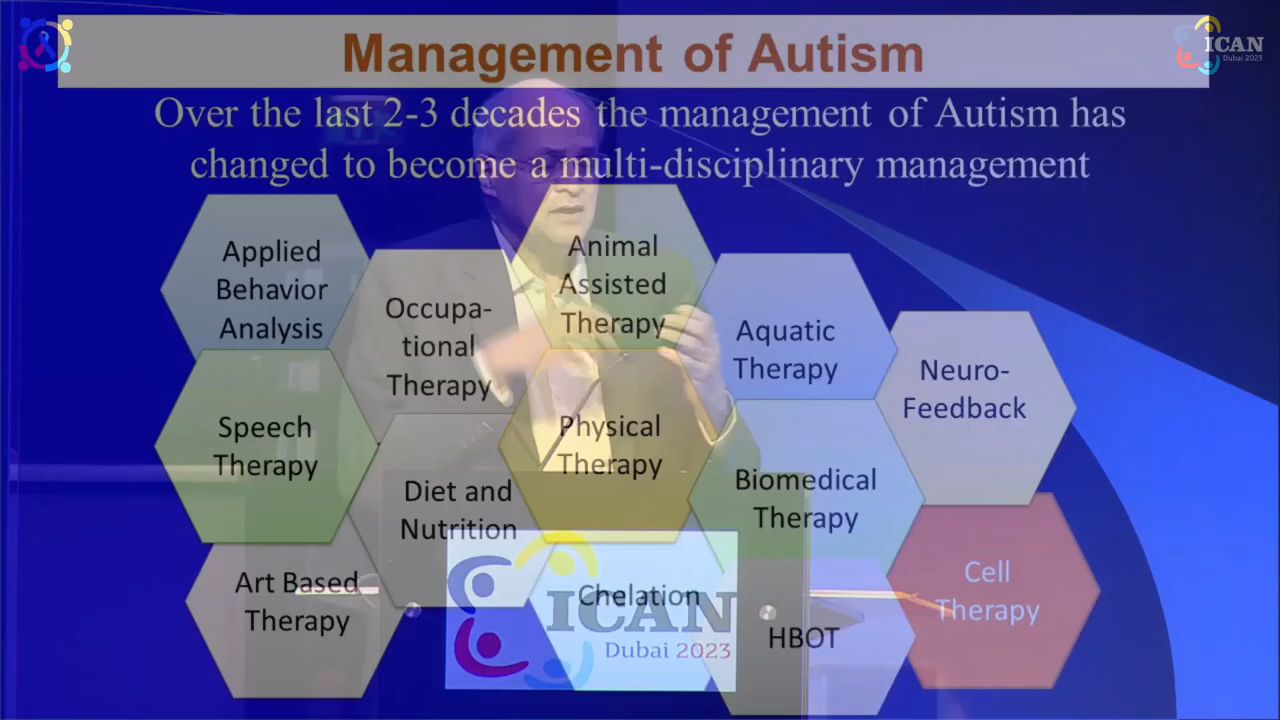 Management of Autism
ICAN
Dubai 2023
Over the last 2-3 decades the management of Autism has
changed to become a multi-disciplinary management
Applied
Behavior
Analysis
Occupa-
tional
Therapy
Animal
Assisted
Therapy
Aquatic
Therapy
Neuro-
Feedback
Speech
Therapy
Diet and
Nutrition
Physical
Therapy
Biomedical
Therapy
Cell
Therapy
Art Based
Therapy
Chelation
HBOT
ICAN
Dubai 2023